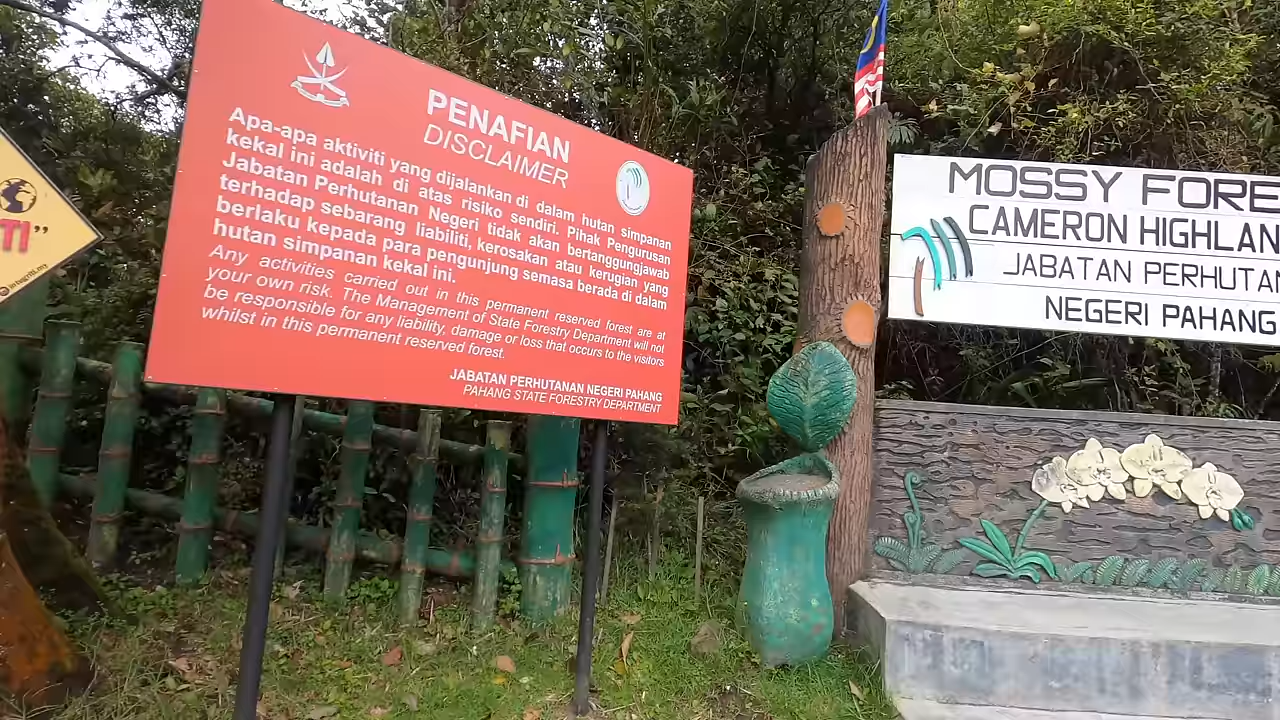 TI”
PENAFIAN
DISCLAIMER
Apa-apa aktiviti yang dijalankan di dalam hutan simpanan
kekal ini adalah di atas risiko sendiri. Pihak Pengurusan
Jabatan Perhutanan Negeri tidak akan bertanggungjawab
terhadap sebarang liabiliti, kerosakan atau kerugian yang
berlaku kepada para pengunjung semasa berada di dalam
hutan simpanan kekal ini.
Any activities carried out in this permanent reserved forest are at
your own risk. The Management of State Forestry Department will not
be responsible for any liability, damage or loss that occurs to the visitors
whilst in this permanent reserved forest.
JABATAN PERHUTANAN NEGERI PAHANG
PAHANG STATE FORESTRY DEPARTMENT
MOSSY FORE
CAMERON HIGHLAN
JABATAN PERHUTAN
NEGERI PAHANG